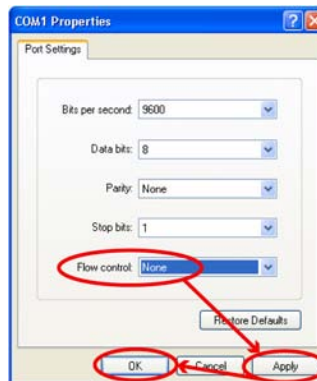 COM1 Properties
Port Settings
Bits per second: 9600
Data bits: 8
Parity: None
Stop bits: 1
Flow control: None
Restore Defaults
OK Cancel Apply